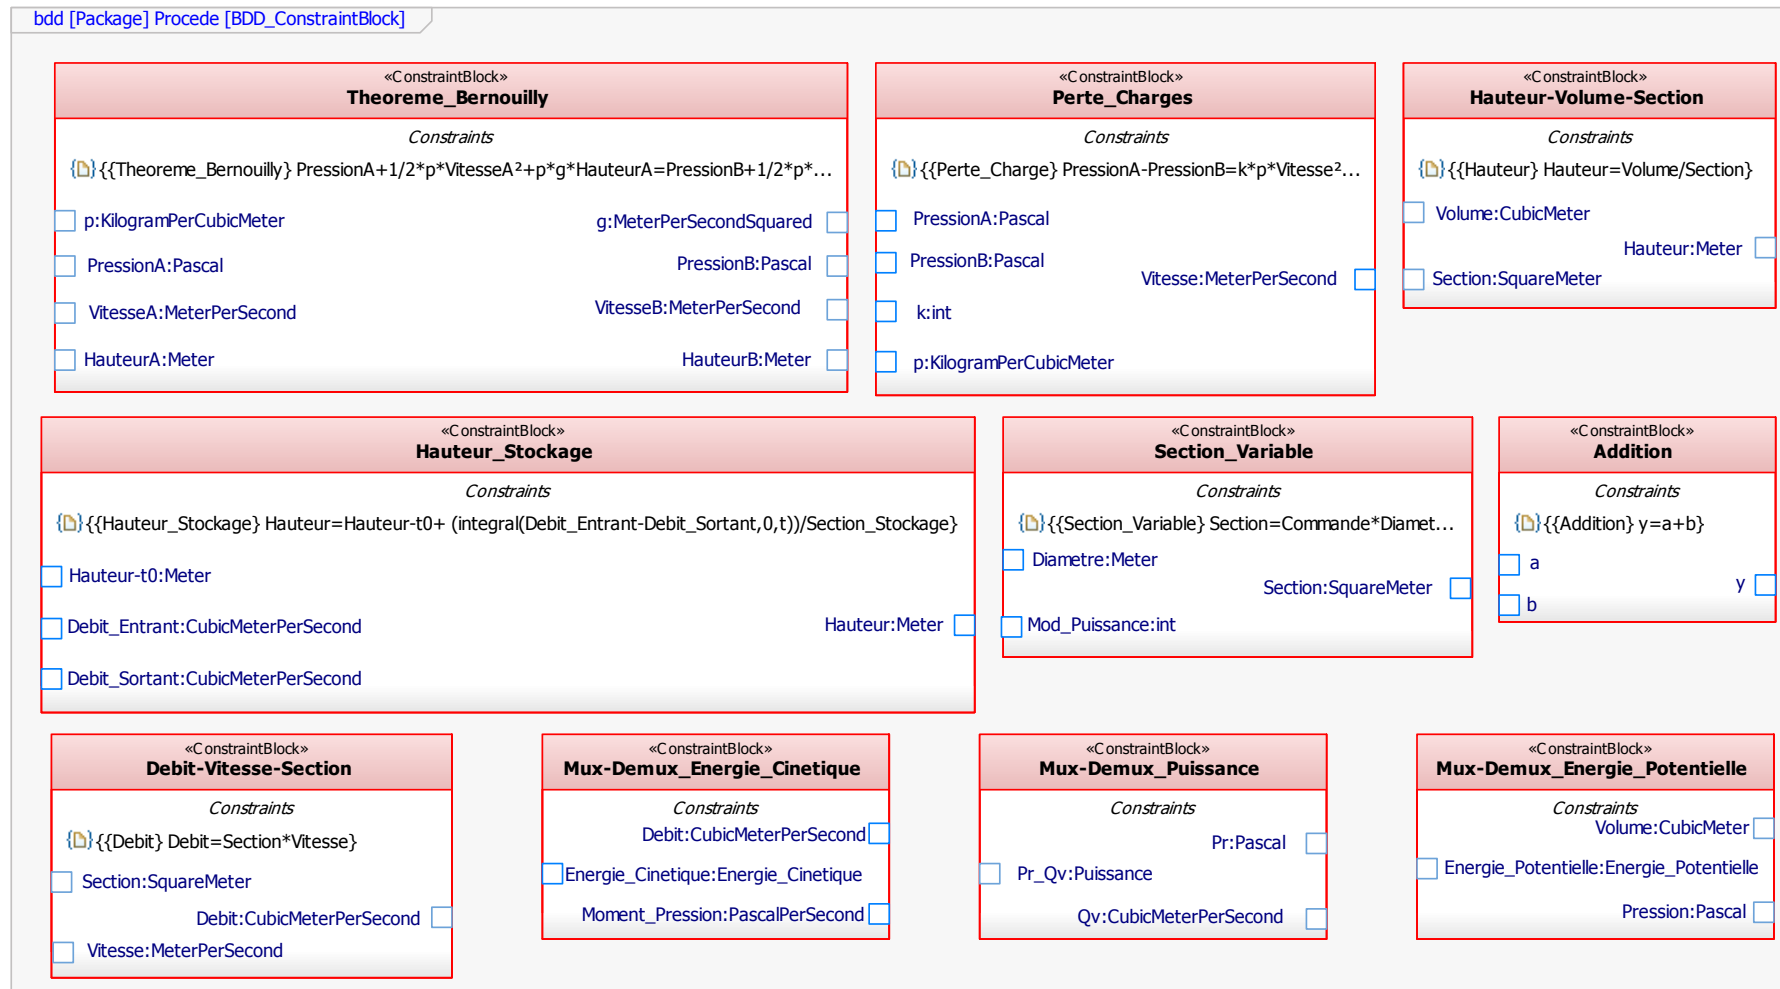 bdd [Package] Procede [BDD_ConstraintBlock]
«ConstraintBlock»
Theoreme_Bernouilly
Constraints
{{Theoreme_Bernouilly} PressionA+1/2*p*VitesseA²+p*g*HauteurA=PressionB+1/2*p*...
p:KilogramPerCubicMeter
g:MeterPerSecondSquared
PressionA:Pascal
PressionB:Pascal
VitesseA:MeterPerSecond
VitesseB:MeterPerSecond
HauteurA:Meter
HauteurB:Meter
«ConstraintBlock»
Perte_Charges
Constraints
{{Perte_Charge} PressionA-PressionB=k*p*Vitesse²...
PressionA:Pascal
PressionB:Pascal
Vitesse:MeterPerSecond
k:int
p:KilogramPerCubicMeter
«ConstraintBlock»
Hauteur-Volume-Section
Constraints
{{Hauteur} Hauteur=Volume/Section}
Volume:CubicMeter
Hauteur:Meter
Section:SquareMeter
«ConstraintBlock»
Hauteur_Stockage
Constraints
{{Hauteur_Stockage} Hauteur=Hauteur-t0+ (integral(Debit_Entrant-Debit_Sortant,0,t))/Section_Stockage}
Hauteur-t0:Meter
Debit_Entrant:CubicMeterPerSecond
Hauteur:Meter
Debit_Sortant:CubicMeterPerSecond
«ConstraintBlock»
Section_Variable
Constraints
{{Section_Variable} Section=Commande*Diamet...
Diametre:Meter
Section:SquareMeter
Mod_Puissance:int
«ConstraintBlock»
Addition
Constraints
{{Addition} y=a+b}
a
y
b
«ConstraintBlock»
Debit-Vitesse-Section
Constraints
{{Debit} Debit=Section*Vitesse}
Section:SquareMeter
Debit:CubicMeterPerSecond
Vitesse:MeterPerSecond
«ConstraintBlock»
Mux-Demux_Energie_Cinetique
Constraints
Debit:CubicMeterPerSecond
Energie_Cinetique:Energie_Cinetique
Moment_Pression:PascalPerSecond
«ConstraintBlock»
Mux-Demux_Puissance
Constraints
Pr:Pascal
Pr_Qv:Puissance
Qv:CubicMeterPerSecond
«ConstraintBlock»
Mux-Demux_Energie_Potentielle
Constraints
Volume:CubicMeter
Energie_Potentielle:Energie_Potentielle
Pression:Pascal